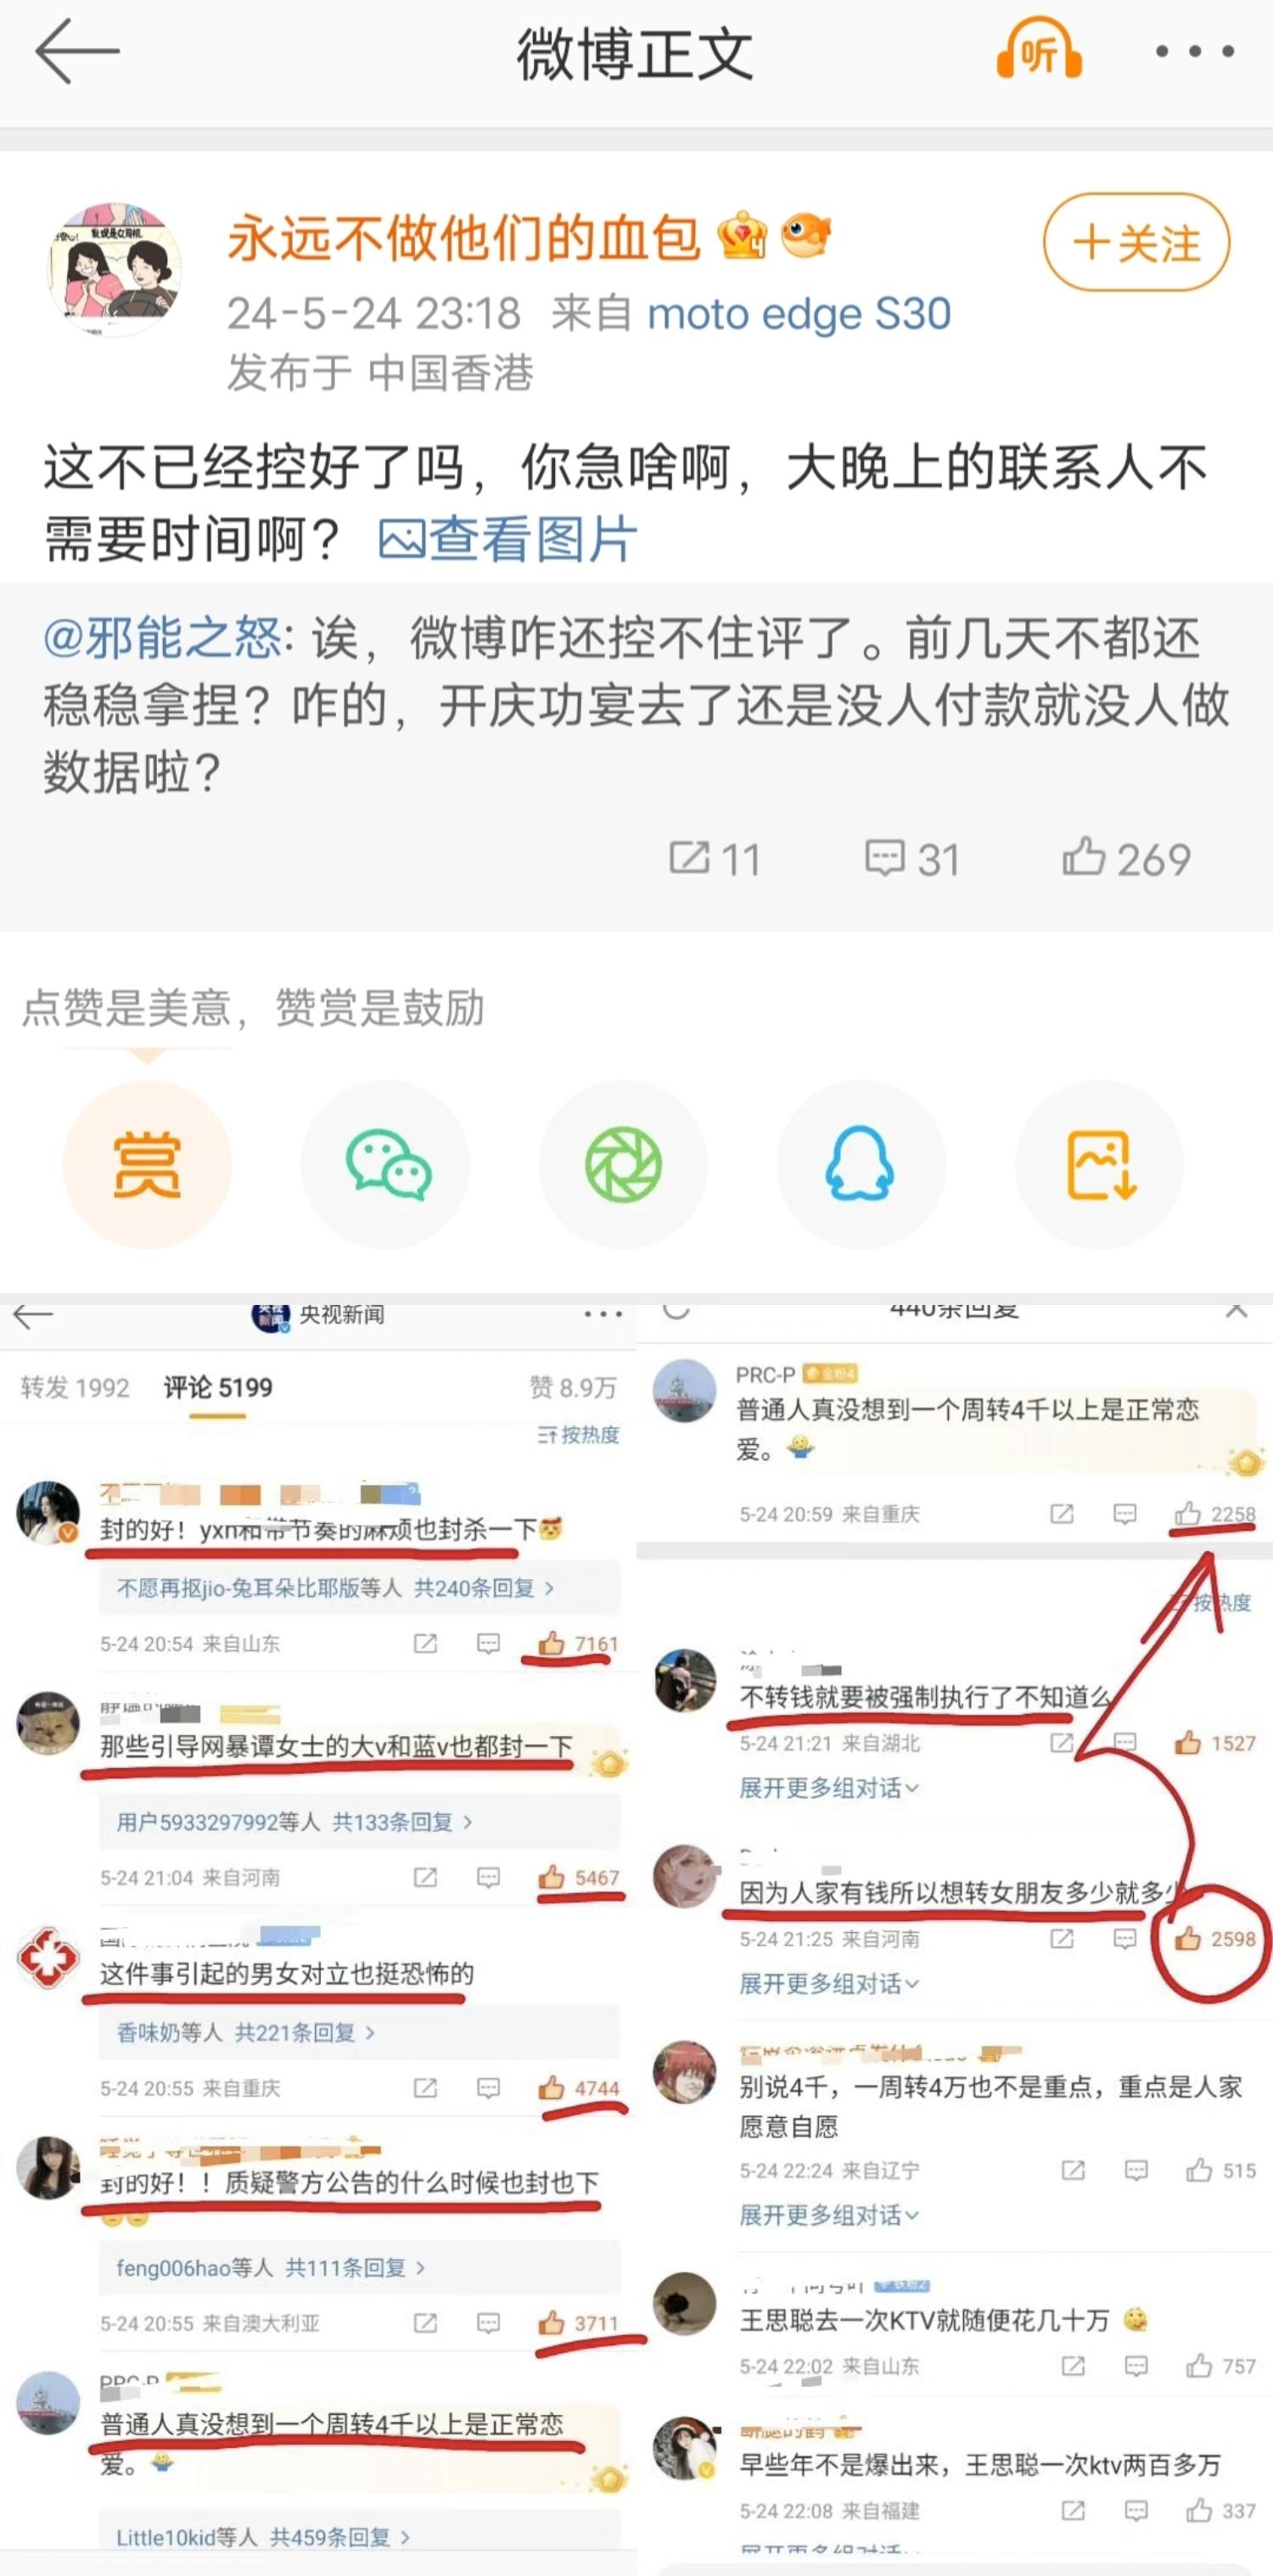 微博正文
听
永远不做他们的血包
24-5-24 23:18 来自 moto edge S30
发布于 中国香港
+关注
这不已经控好了吗，你急啥啊，大晚上的联系人不
需要时间啊？ 查看图片
@邪能之怒: 诶，微博咋还控不住评了。前几天不都还
稳稳拿捏？咋的，开庆功宴去了还是没人付款就没人做
数据啦？
11 31 269
点赞是美意，赞赏是鼓励
赏
央视新闻
转发 1992 评论 5199 赞 8.9万
按热度
封的好！yxn和带节奏的麻烦也封杀一下
不愿再抠jio-兔耳朵比耶版等人 共240条回复 >
5-24 20:54 来自山东 7161
那些引导网暴谭女士的大v和蓝v也都封一下
用户5933297992等人 共133条回复 >
5-24 21:04 来自河南 5467
这件事引起的男女对立也挺恐怖的
香味奶等人 共221条回复 >
5-24 20:55 来自重庆 4744
封的好！！质疑警方公告的什么时候也封也下
feng006hao等人 共111条回复 >
5-24 20:55 来自澳大利亚 3711
PRC-P
普通人真没想到一个周转4千以上是正常恋
爱。
Little10kid等人 共459条回复 >
440条回复
PRC-P 金粉4
普通人真没想到一个周转4千以上是正常恋
爱。
5-24 20:59 来自重庆 2258
按热度
不转钱就要被强制执行了不知道么
5-24 21:21 来自湖北 1527
展开更多组对话
因为人家有钱所以想转女朋友多少就多少
5-24 21:25 来自河南 2598
展开更多组对话
别说4千，一周转4万也不是重点，重点是人家
愿意自愿
5-24 22:24 来自辽宁 515
展开更多组对话
王思聪去一次KTV就随便花几十万
5-24 22:02 来自山东 757
早些年不是爆出来，王思聪一次ktv两百多万
5-24 22:08 来自福建 337
展开更多组对话